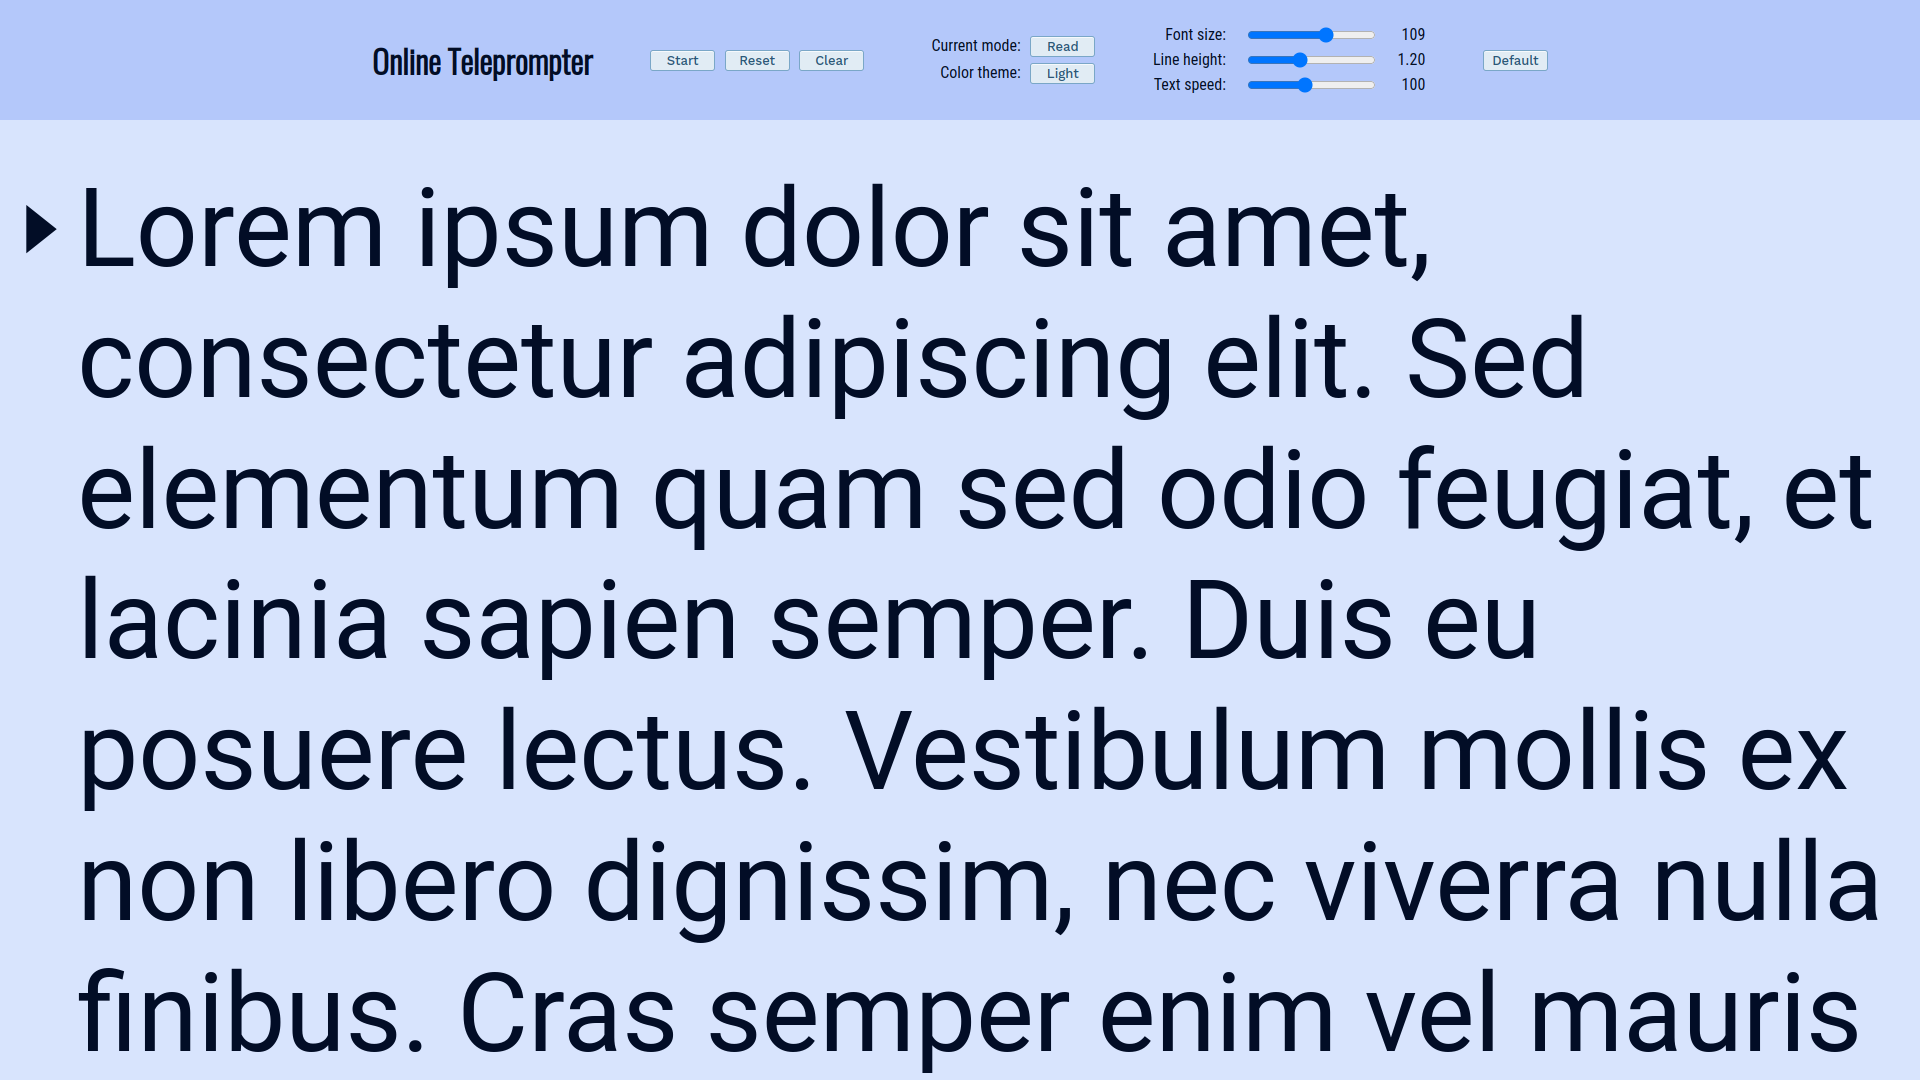 Online Teleprompter
Start Reset Clear
Current mode: Read
Color theme: Light
Font size: 109
Line height: 1.20
Text speed: 100
Default
Lorem ipsum dolor sit amet,
consectetur adipiscing elit. Sed
elementum quam sed odio feugiat, et
lacinia sapien semper. Duis eu
posuere lectus. Vestibulum mollis ex
non libero dignissim, nec viverra nulla
finibus. Cras semper enim vel mauris